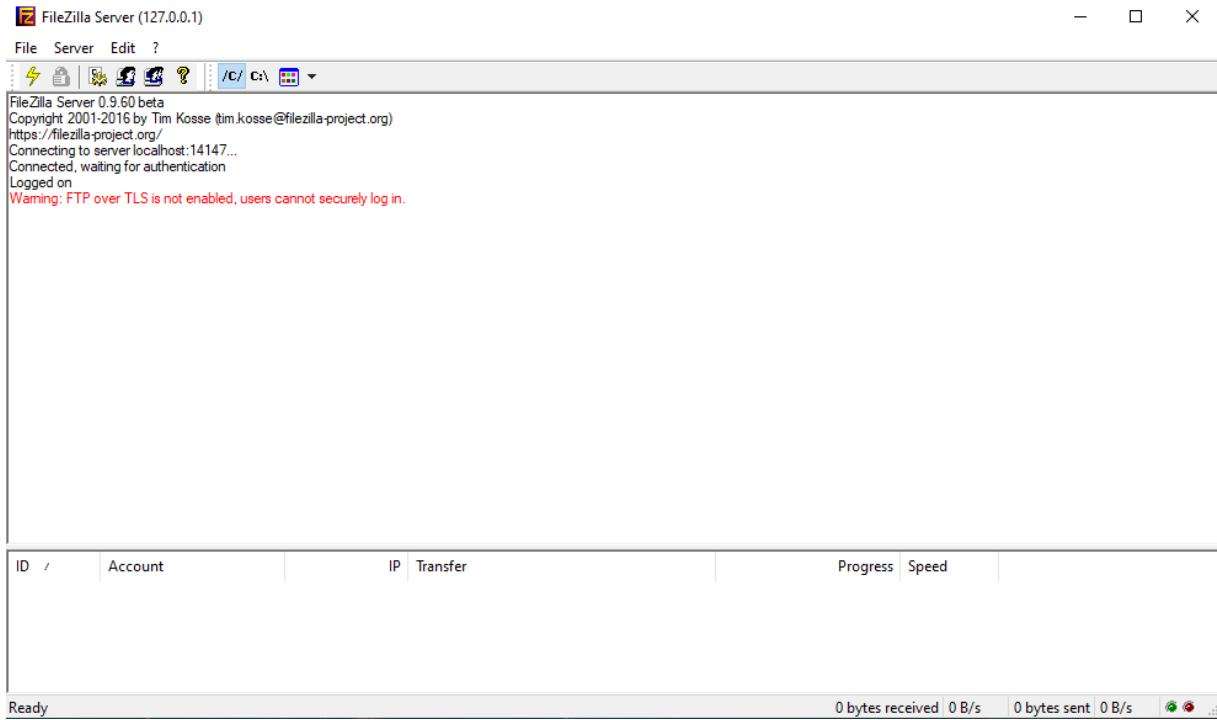 FileZilla Server (127.0.0.1)
File Server Edit ?
/C/ C:\
FileZilla Server 0.9.60 beta
Copyright 2001-2016 by Tim Kosse (tim.kosse@filezilla-project.org)
https://filezilla-project.org/
Connecting to server localhost:14147...
Connected, waiting for authentication
Logged on
Warning: FTP over TLS is not enabled, users cannot securely log in.
ID / Account IP Transfer Progress Speed
Ready 0 bytes received 0 B/s 0 bytes sent 0 B/s